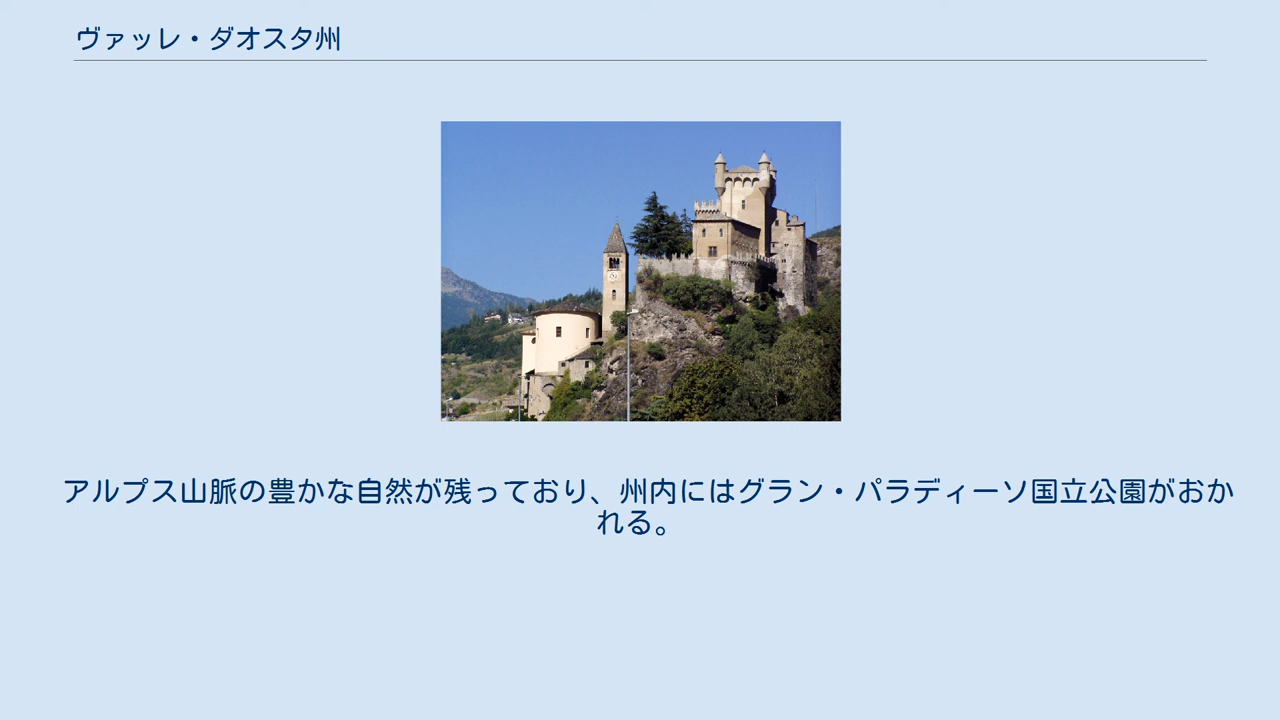 ヴァッレ・ダオスタ州
アルプス山脈の豊かな自然が残っており、州内にはグラン・パラディーソ国立公園がおか
れる。